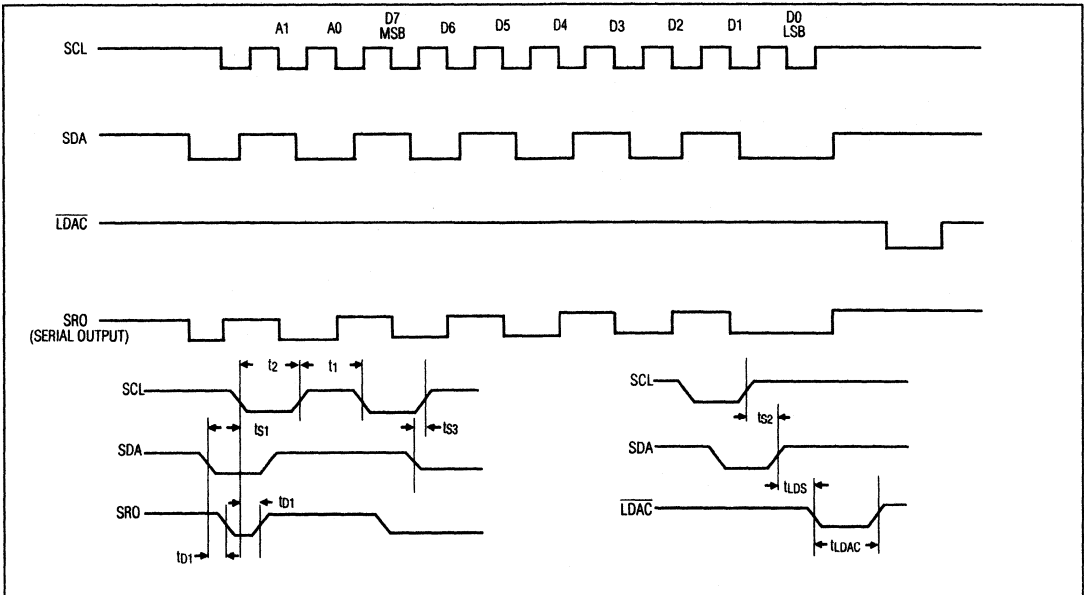 A1 A0 D7 D6 D5 D4 D3 D2 D1 D0
MSB LSB
SCL
SDA
LDAC
SRO
(SERIAL OUTPUT)
SCL
t2 t1
tS1 tS3
SDA
tD1
SRO
tD1
SCL
tS2
SDA
tLDS
LDAC
tLDAC